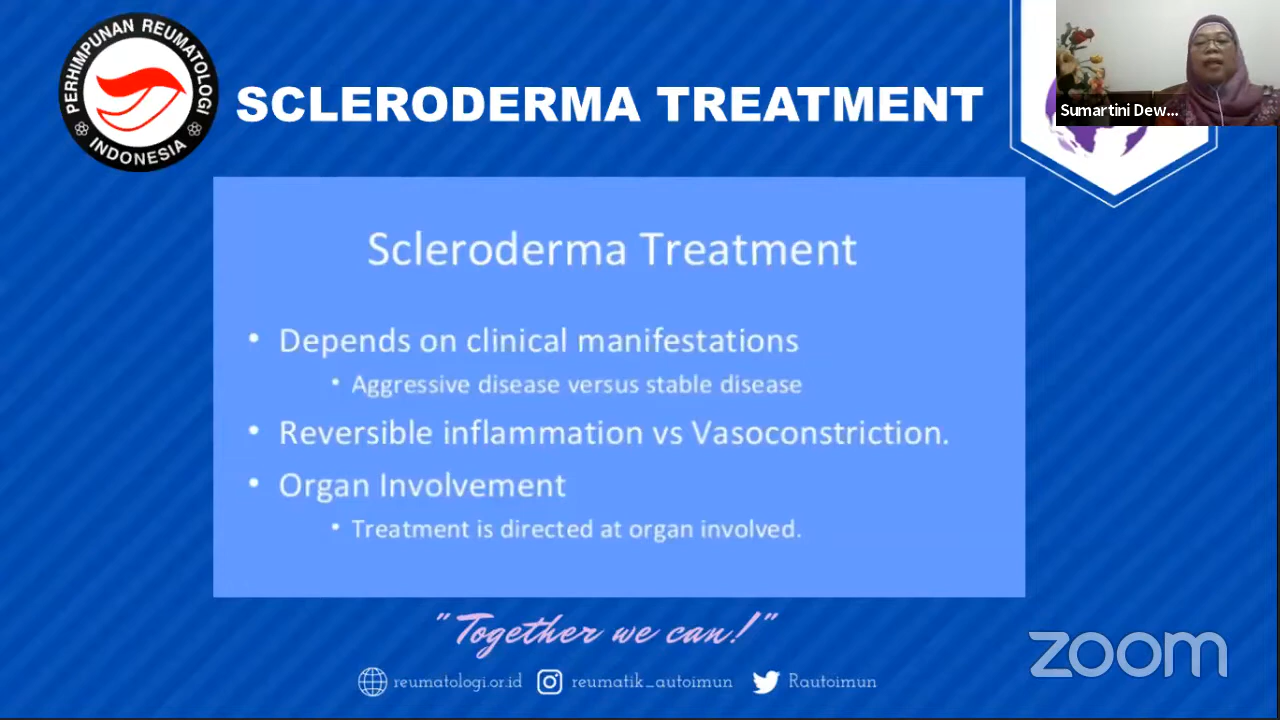 PERHIMPUNAN REUMATOLOGI
INDONESIA
SCLERODERMA TREATMENT
Sumartini Dew...
Scleroderma Treatment
• Depends on clinical manifestations
• Aggressive disease versus stable disease
• Reversible inflammation vs Vasoconstriction.
• Organ Involvement
• Treatment is directed at organ involved.
"Together we can!"
reumatologi.or.id reumatik_autoimun Rautoimun
zoom